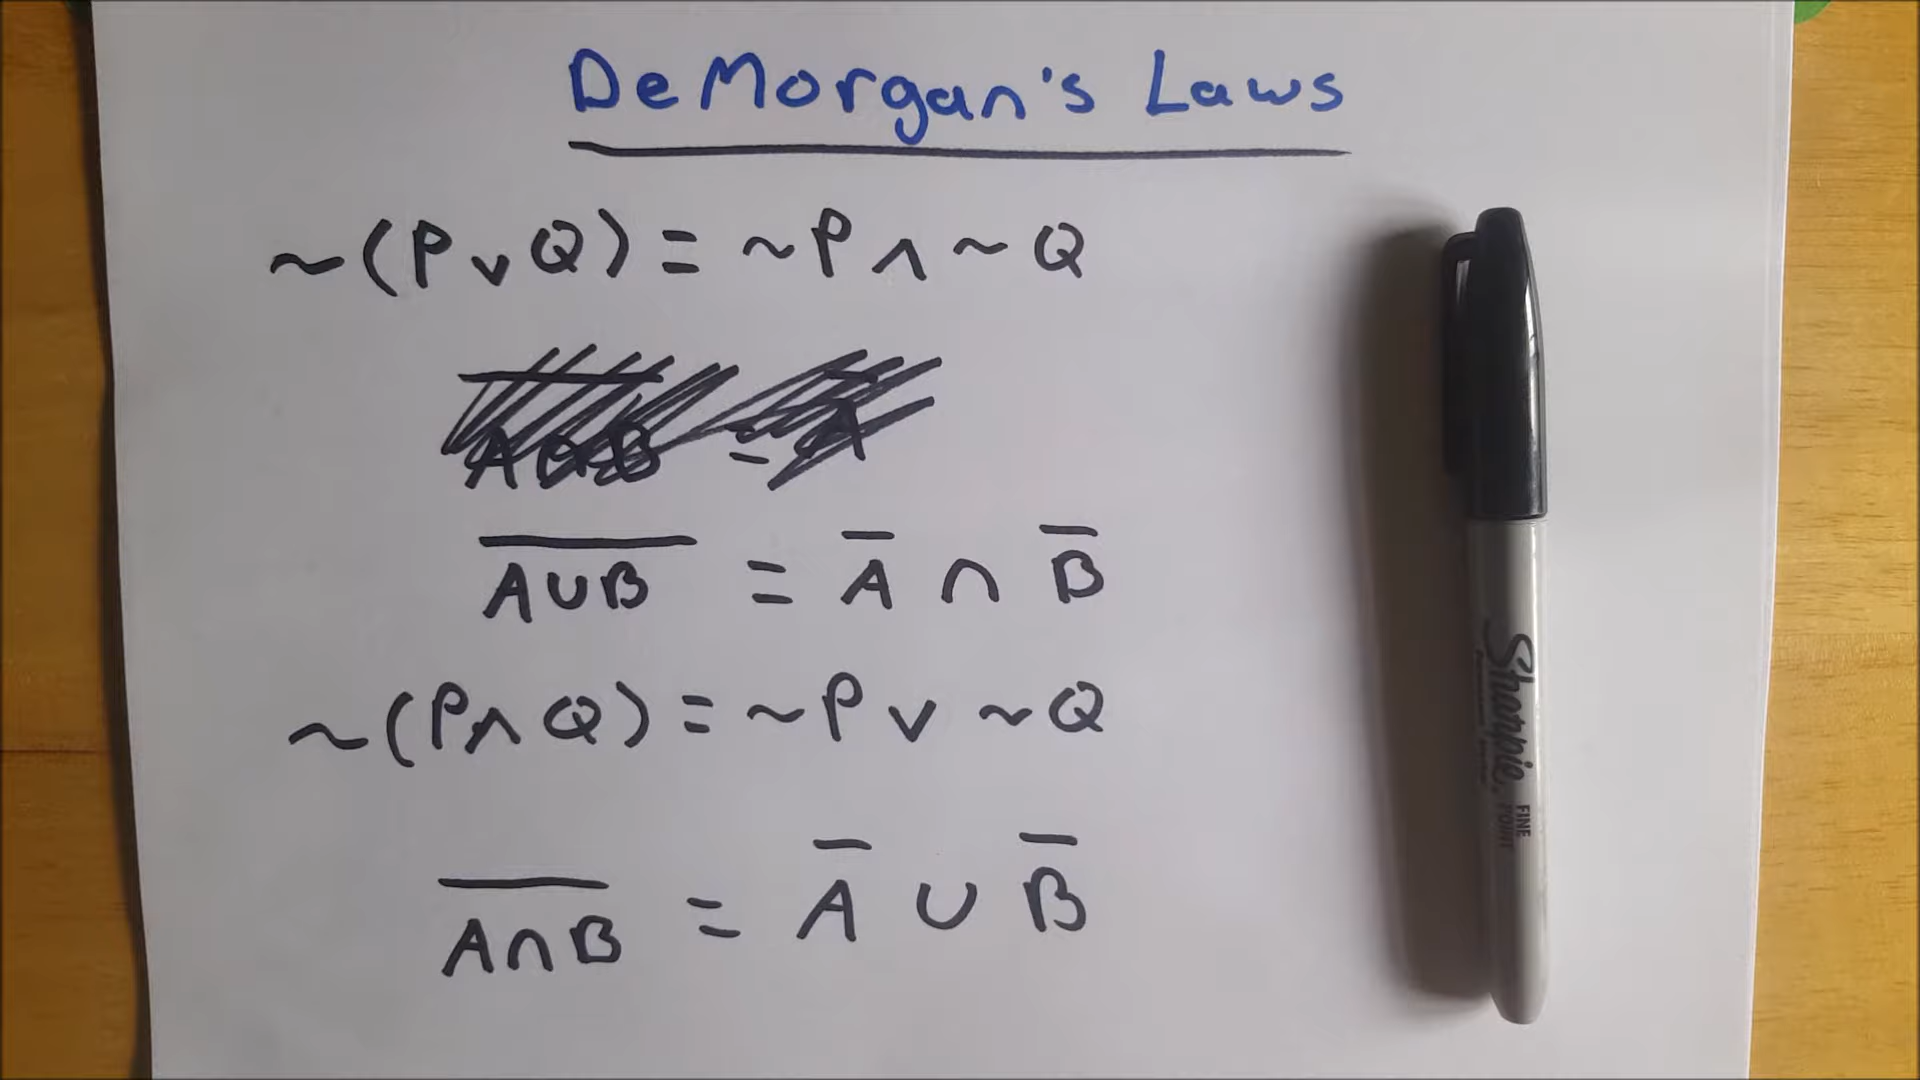 DeMorgan's Laws
~(P∨Q)=~P∧~Q
A̅∪̅B̅ = A̅ ∩ B̅
~(P∧Q)=~P∨~Q
A̅∩̅B̅ = A̅ ∪ B̅
Sharpie
FINE
POINT